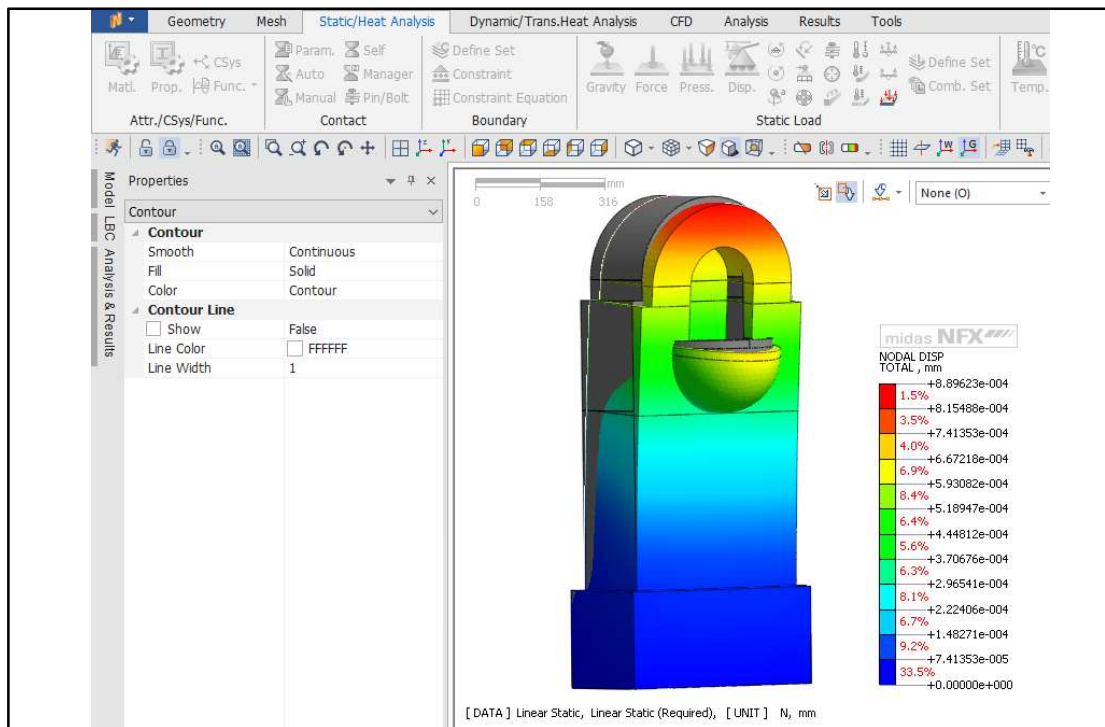 Geometry Mesh Static/Heat Analysis Dynamic/Trans.Heat Analysis CFD Analysis Results Tools
Matl. Prop. CSys Func.
Attr./CSys/Func.
Param. Self
Auto Manager
Manual Pin/Bolt
Contact
Define Set
Constraint
Constraint Equation
Boundary
Gravity Force Press. Disp.
Define Set
Comb. Set
Static Load
°C
Temp.
Model LBC Analysis & Results
Properties
Contour
Contour
Smooth Continuous
Fill Solid
Color Contour
Contour Line
Show False
Line Color FFFFFF
Line Width 1
mm
0 158 316
None (O)
midas NFX
NODAL DISP
TOTAL , mm
+8.89623e-004
1.5%
+8.15488e-004
3.5%
+7.41353e-004
4.0%
+6.67218e-004
6.9%
+5.93082e-004
8.4%
+5.18947e-004
6.4%
+4.44812e-004
5.6%
+3.70676e-004
6.3%
+2.96541e-004
8.1%
+2.22406e-004
6.7%
+1.48271e-004
9.2%
+7.41353e-005
33.5%
+0.00000e+000
[ DATA ] Linear Static, Linear Static (Required), [ UNIT ] N, mm